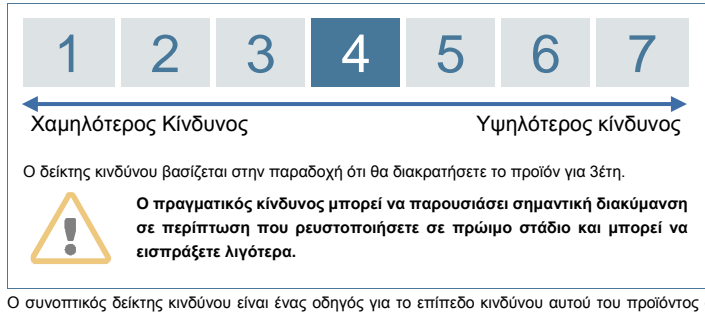 1 2 3 4 5 6 7
Χαμηλότερος Κίνδυνος Υψηλότερος κίνδυνος
Ο δείκτης κινδύνου βασίζεται στην παραδοχή ότι θα διακρατήσετε το προϊόν για 3έτη.
Ο πραγματικός κίνδυνος μπορεί να παρουσιάσει σημαντική διακύμανση
σε περίπτωση που ρευστοποιήσετε σε πρώιμο στάδιο και μπορεί να
εισπράξετε λιγότερα.
Ο συνοπτικός δείκτης κινδύνου είναι ένας οδηγός για το επίπεδο κινδύνου αυτού του προϊόντος